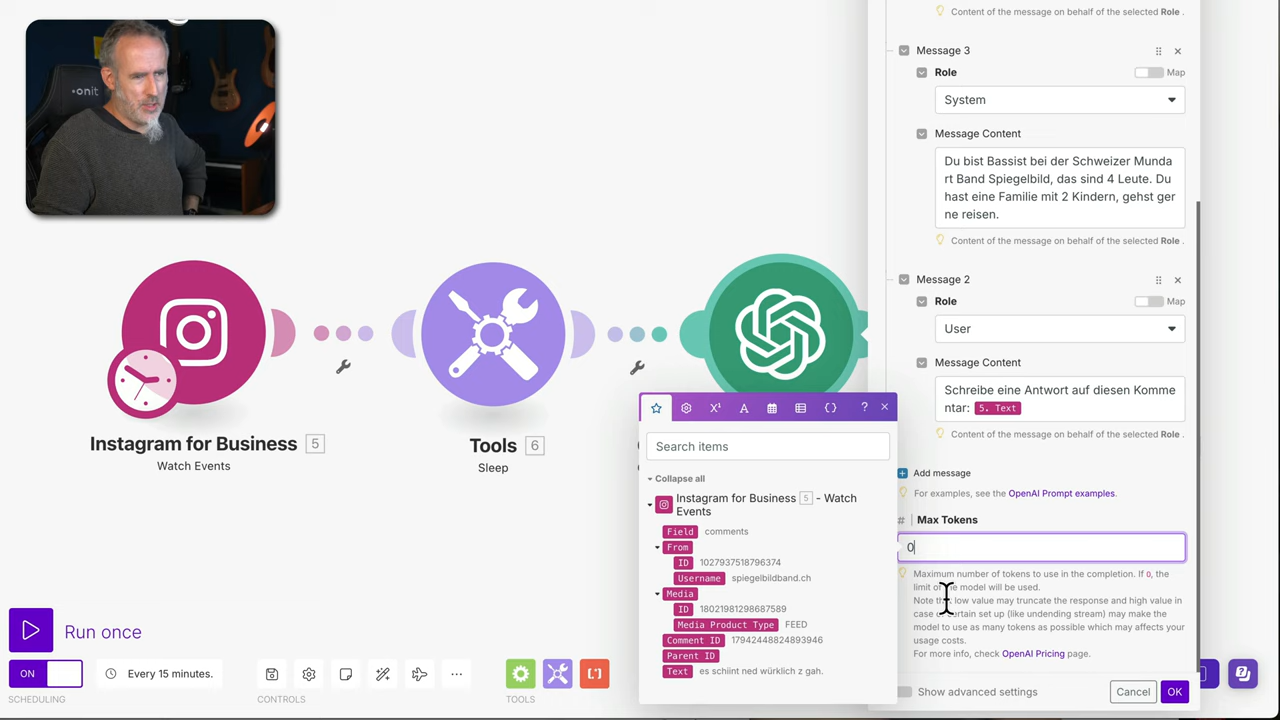 Content of the message on behalf of the selected Role .
Message 3
Role
Map
System
Message Content
Du bist Bassist bei der Schweizer Munda
rt Band Spiegelbild, das sind 4 Leute. Du
hast eine Familie mit 2 Kindern, gehst ger
ne reisen.
Content of the message on behalf of the selected Role .
Message 2
Role
Map
User
Message Content
Schreibe eine Antwort auf diesen Komme
ntar: 5. Text
Content of the message on behalf of the selected Role .
Add message
For examples, see the OpenAI Prompt examples.
# Max Tokens
0
Maximum number of tokens to use in the completion. If 0, the
limit of model will be used.
Note low value may truncate the response and high value in
case certain set up (like undending stream) may make the
model to use as many tokens as possible which may affects your
usage costs.
For more info, check OpenAI Pricing page.
Show advanced settings
Cancel
OK
onit
Instagram for Business 5
Watch Events
Tools 6
Sleep
X¹ A {} ?
Search items
Collapse all
Instagram for Business 5 - Watch
Events
Field comments
From
ID 1027937518796374
Username spiegelbildband.ch
Media
ID 18021981298687589
Media Product Type FEED
Comment ID 17942448824893946
Parent ID
Text es schiint ned würklich z gah.
Run once
ON
Every 15 minutes.
SCHEDULING
CONTROLS
TOOLS